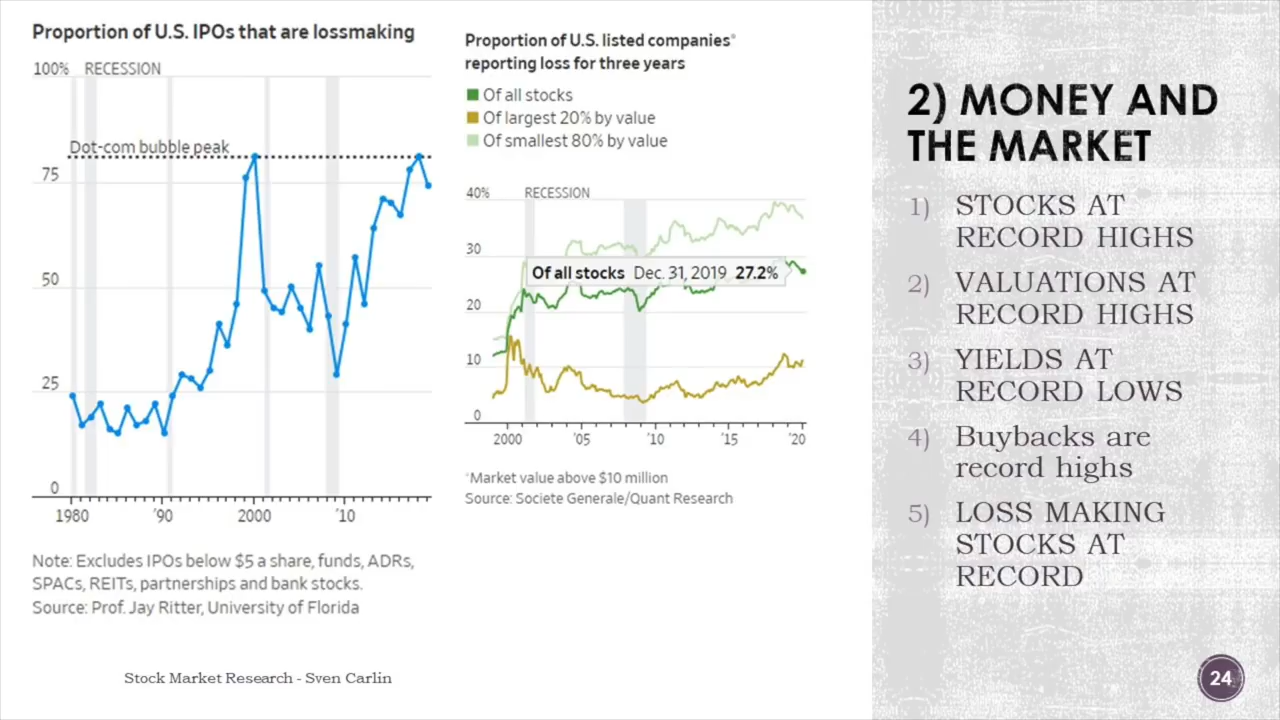 Proportion of U.S. IPOs that are lossmaking
100% RECESSION
Dot-com bubble peak
75
50
25
0
1980 '90 2000 '10
Note: Excludes IPOs below $5 a share, funds, ADRs,
SPACs, REITs, partnerships and bank stocks.
Source: Prof. Jay Ritter, University of Florida
Proportion of U.S. listed companies*
reporting loss for three years
Of all stocks
Of largest 20% by value
Of smallest 80% by value
40% RECESSION
30
Of all stocks Dec. 31, 2019 27.2%
20
10
0
2000 '05 '10 '15 '20
*Market value above $10 million
Source: Societe Generale/Quant Research
2) MONEY AND
THE MARKET
1) STOCKS AT
RECORD HIGHS
2) VALUATIONS AT
RECORD HIGHS
3) YIELDS AT
RECORD LOWS
4) Buybacks are
record highs
5) LOSS MAKING
STOCKS AT
RECORD
Stock Market Research - Sven Carlin
24